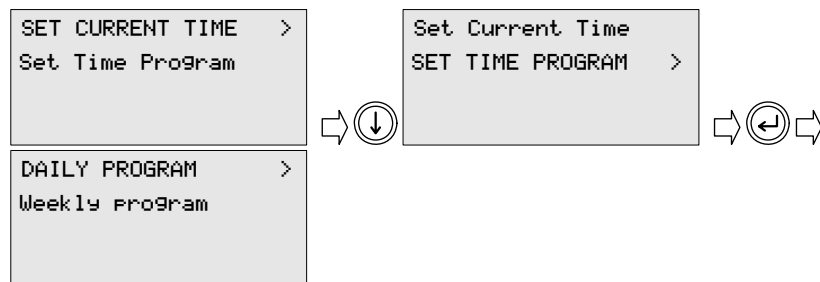 SET CURRENT TIME >
Set Time Program
Set Current Time
SET TIME PROGRAM >
DAILY PROGRAM >
Weekly program